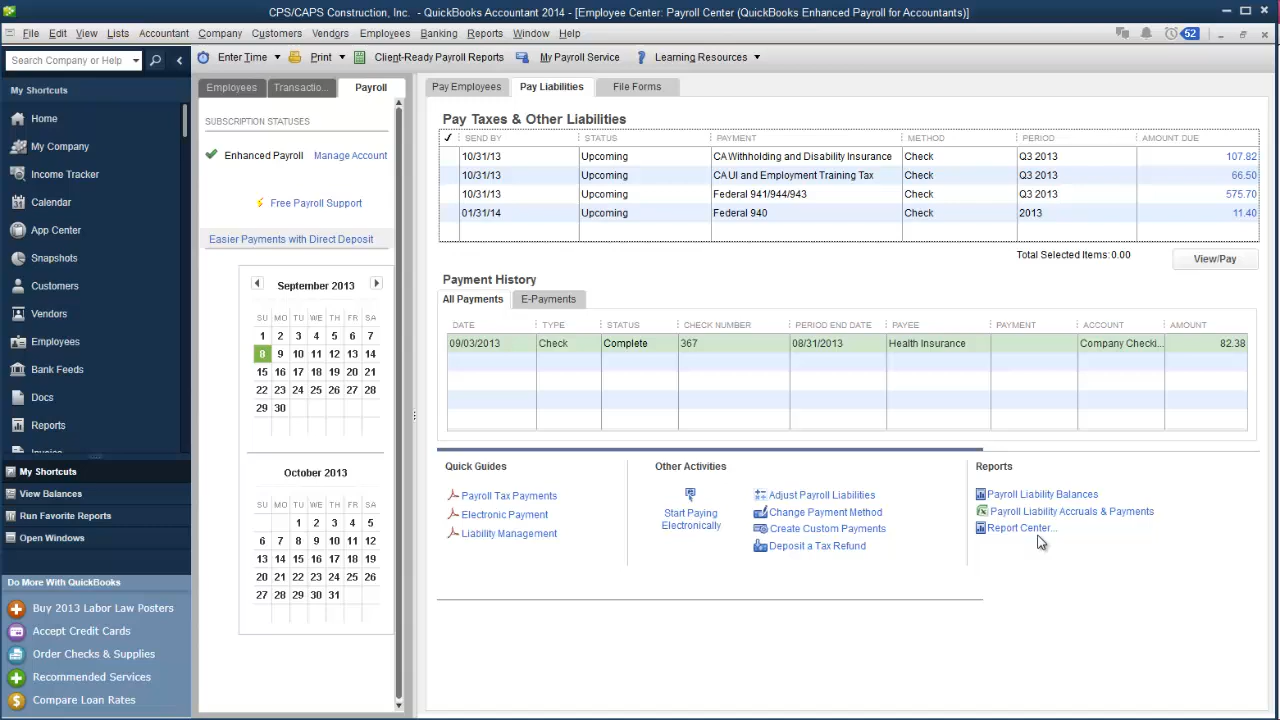 CPS/CAPS Construction, Inc. - QuickBooks Accountant 2014 - [Employee Center: Payroll Center (QuickBooks Enhanced Payroll for Accountants)]
File Edit View Lists Accountant Company Customers Vendors Employees Banking Reports Window Help 52
Search Company or Help Enter Time Print Client-Ready Payroll Reports My Payroll Service Learning Resources
My Shortcuts
Home
My Company
Income Tracker
Calendar
App Center
Snapshots
Customers
Vendors
Employees
Bank Feeds
Docs
Reports
My Shortcuts
View Balances
Run Favorite Reports
Open Windows
Do More With QuickBooks
Buy 2013 Labor Law Posters
Accept Credit Cards
Order Checks & Supplies
Recommended Services
Compare Loan Rates
Employees Transactio... Payroll
SUBSCRIPTION STATUSES
Enhanced Payroll Manage Account
Free Payroll Support
Easier Payments with Direct Deposit
September 2013
SU MO TU WE TH FR SA
1 2 3 4 5 6 7
8 9 10 11 12 13 14
15 16 17 18 19 20 21
22 23 24 25 26 27 28
29 30
October 2013
SU MO TU WE TH FR SA
1 2 3 4 5
6 7 8 9 10 11 12
13 14 15 16 17 18 19
20 21 22 23 24 25 26
27 28 29 30 31
Pay Employees Pay Liabilities File Forms
Pay Taxes & Other Liabilities
SEND BY STATUS PAYMENT METHOD PERIOD AMOUNT DUE
10/31/13 Upcoming CA Withholding and Disability Insurance Check Q3 2013 107.82
10/31/13 Upcoming CA UI and Employment Training Tax Check Q3 2013 66.50
10/31/13 Upcoming Federal 941/944/943 Check Q3 2013 575.70
01/31/14 Upcoming Federal 940 Check 2013 11.40
Total Selected Items: 0.00 View/Pay
Payment History
All Payments E-Payments
DATE TYPE STATUS CHECK NUMBER PERIOD END DATE PAYEE PAYMENT ACCOUNT AMOUNT
09/03/2013 Check Complete 367 08/31/2013 Health Insurance Company Checki... 82.38
Quick Guides
Payroll Tax Payments
Electronic Payment
Liability Management
Other Activities
Start Paying
Electronically
Adjust Payroll Liabilities
Change Payment Method
Create Custom Payments
Deposit a Tax Refund
Reports
Payroll Liability Balances
Payroll Liability Accruals & Payments
Report Center...